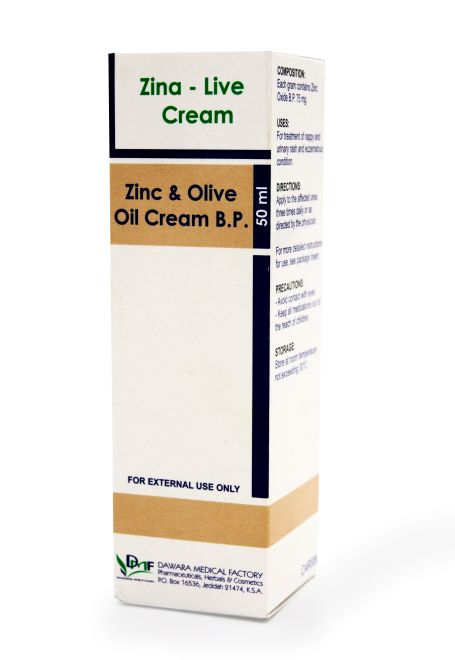 Zina - Live
Cream
Zinc & Olive
Oil Cream B.P.
50 ml
FOR EXTERNAL USE ONLY
DMF
DAWARA MEDICAL FACTORY
Pharmaceuticals, Herbals & Cosmetics
P.O. Box 16536, Jeddah 21474, K.S.A.
COMPOSITION:
Each gram contains Zinc
Oxide B.P. 75 mg.
USES:
For treatment of nappy and
urinary rash and eczematous
condition.
DIRECTIONS:
Apply to the affected area
three times daily or as
directed by the physician.
For more detailed instructions
for use, see package insert.
PRECAUTIONS:
- Avoid contact with eyes.
- Keep all medications out of
the reach of children.
STORAGE:
Store at room temperature
not exceeding 30°C.